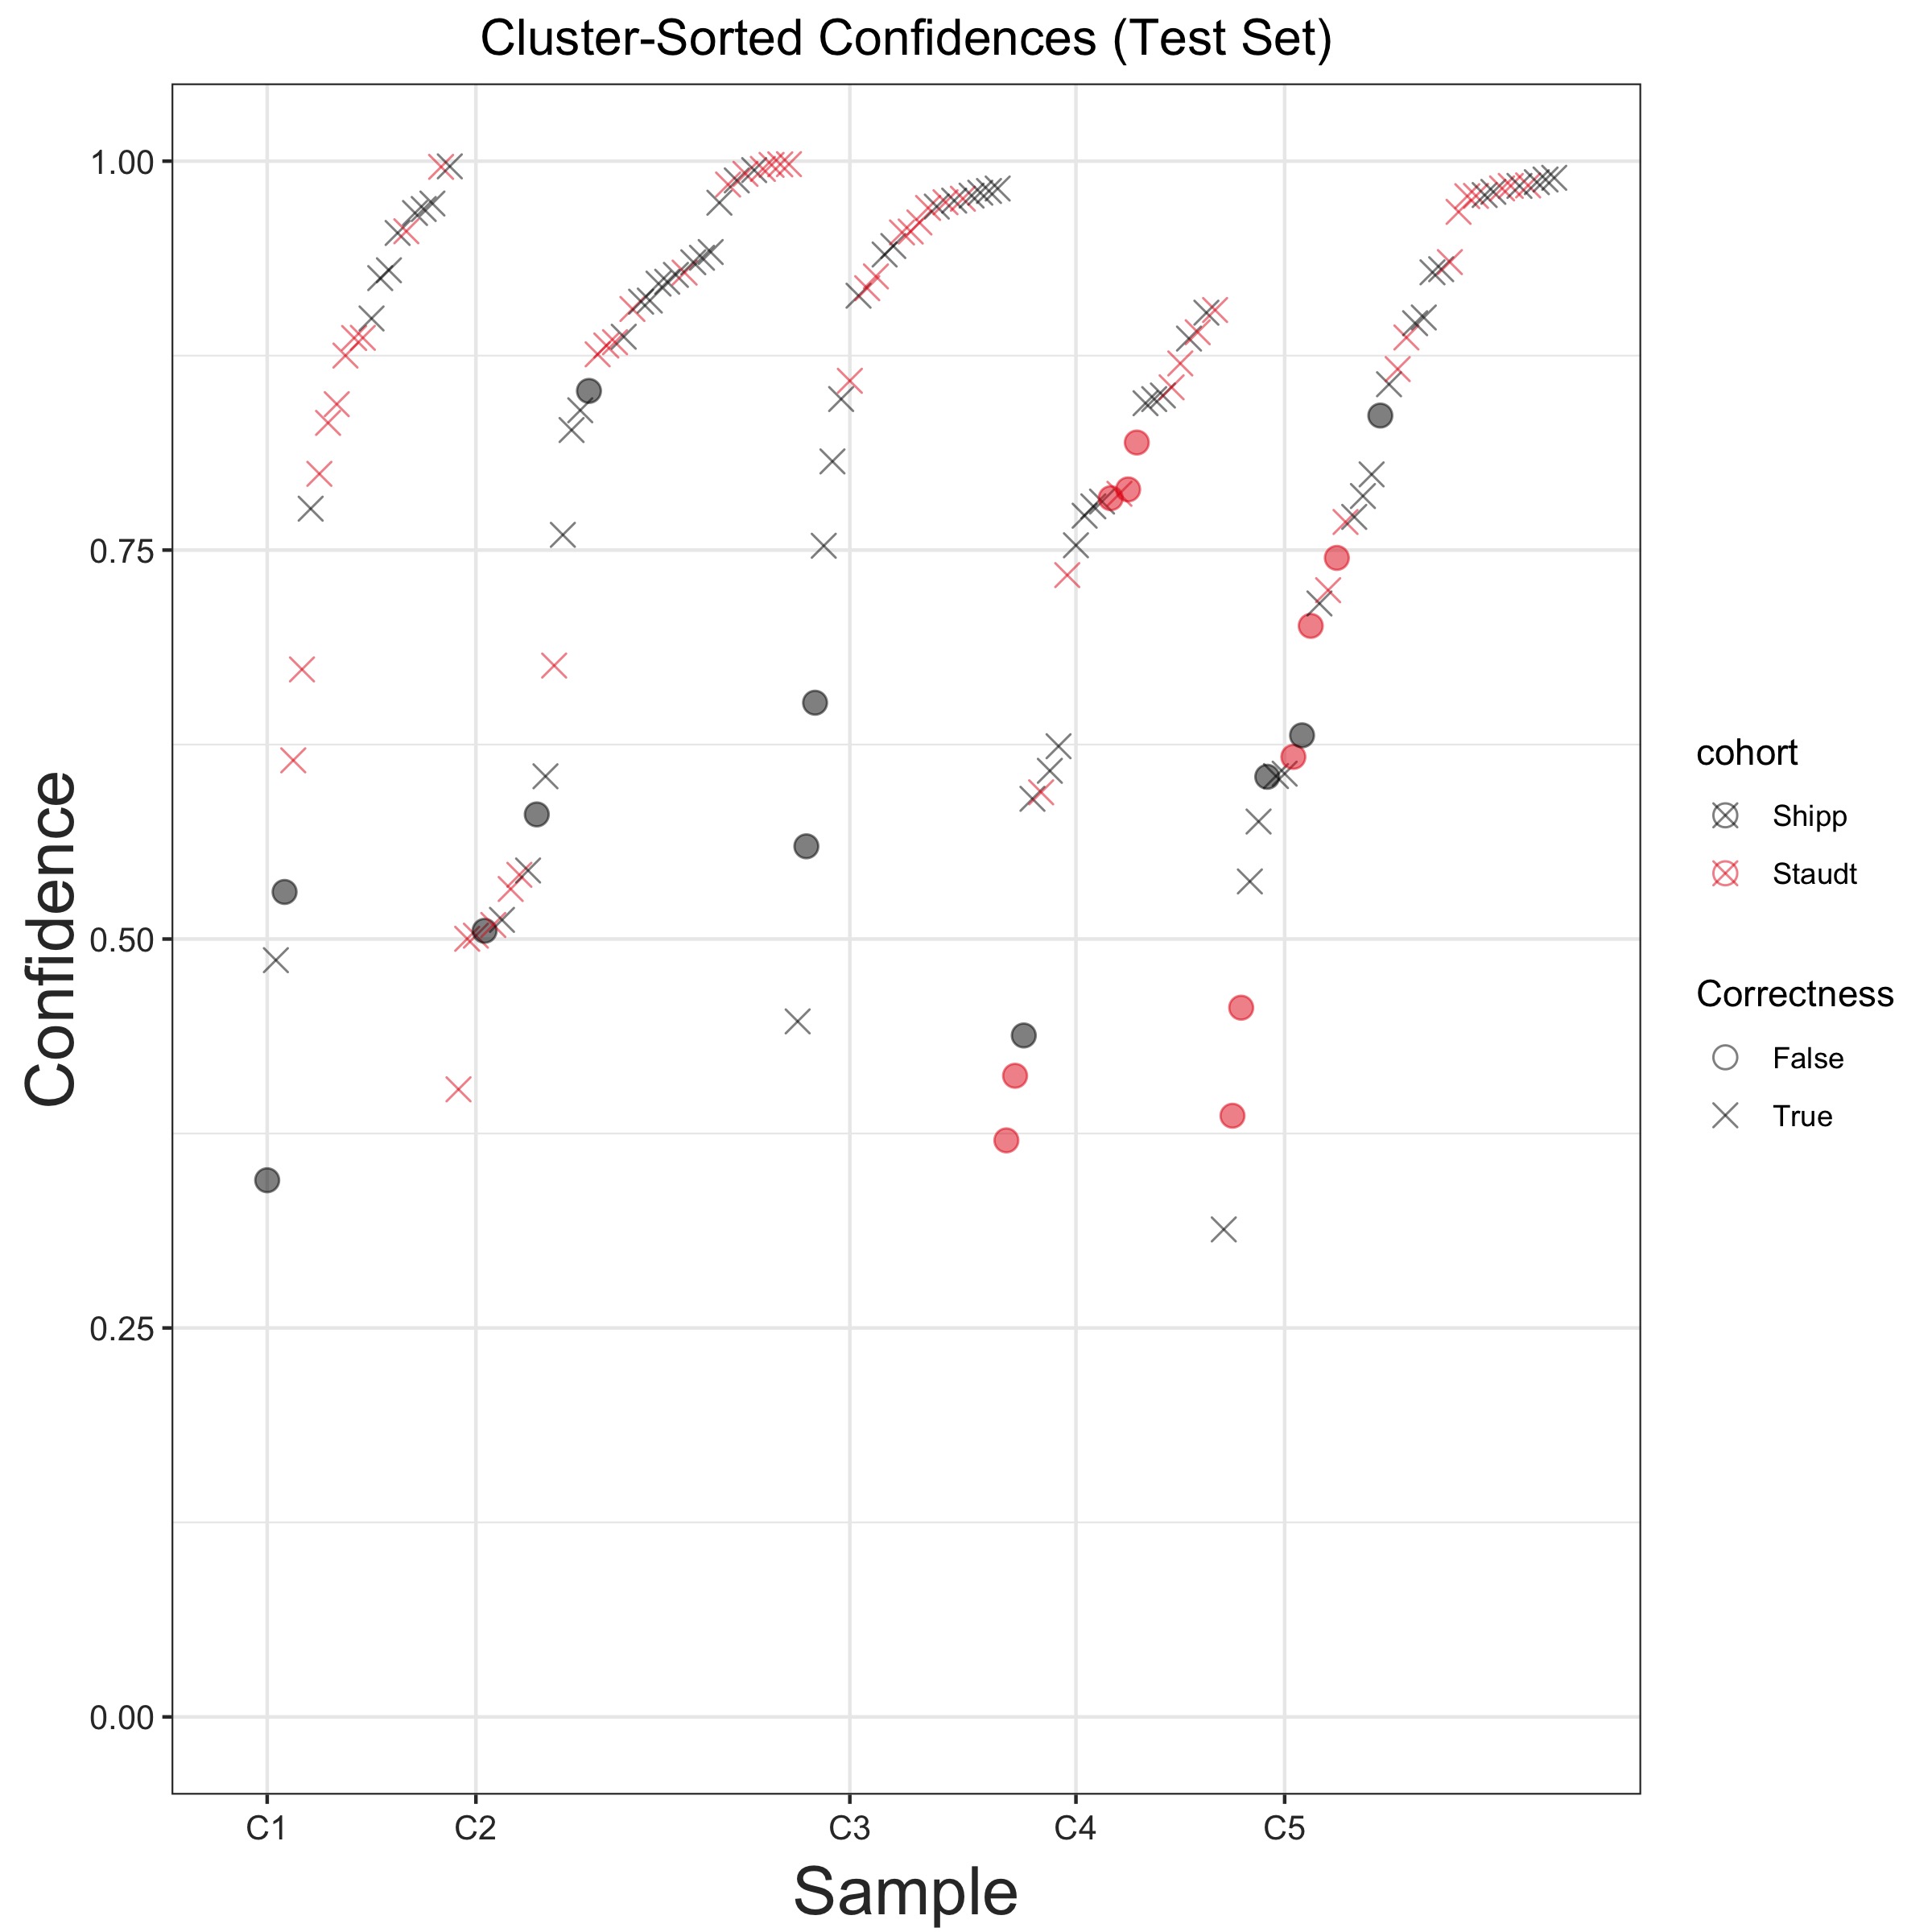 Cluster-Sorted Confidences (Test Set)
Confidence
1.00
0.75
0.50
0.25
0.00
C1 C2 C3 C4 C5
Sample
cohort
Shipp
Staudt
Correctness
False
True